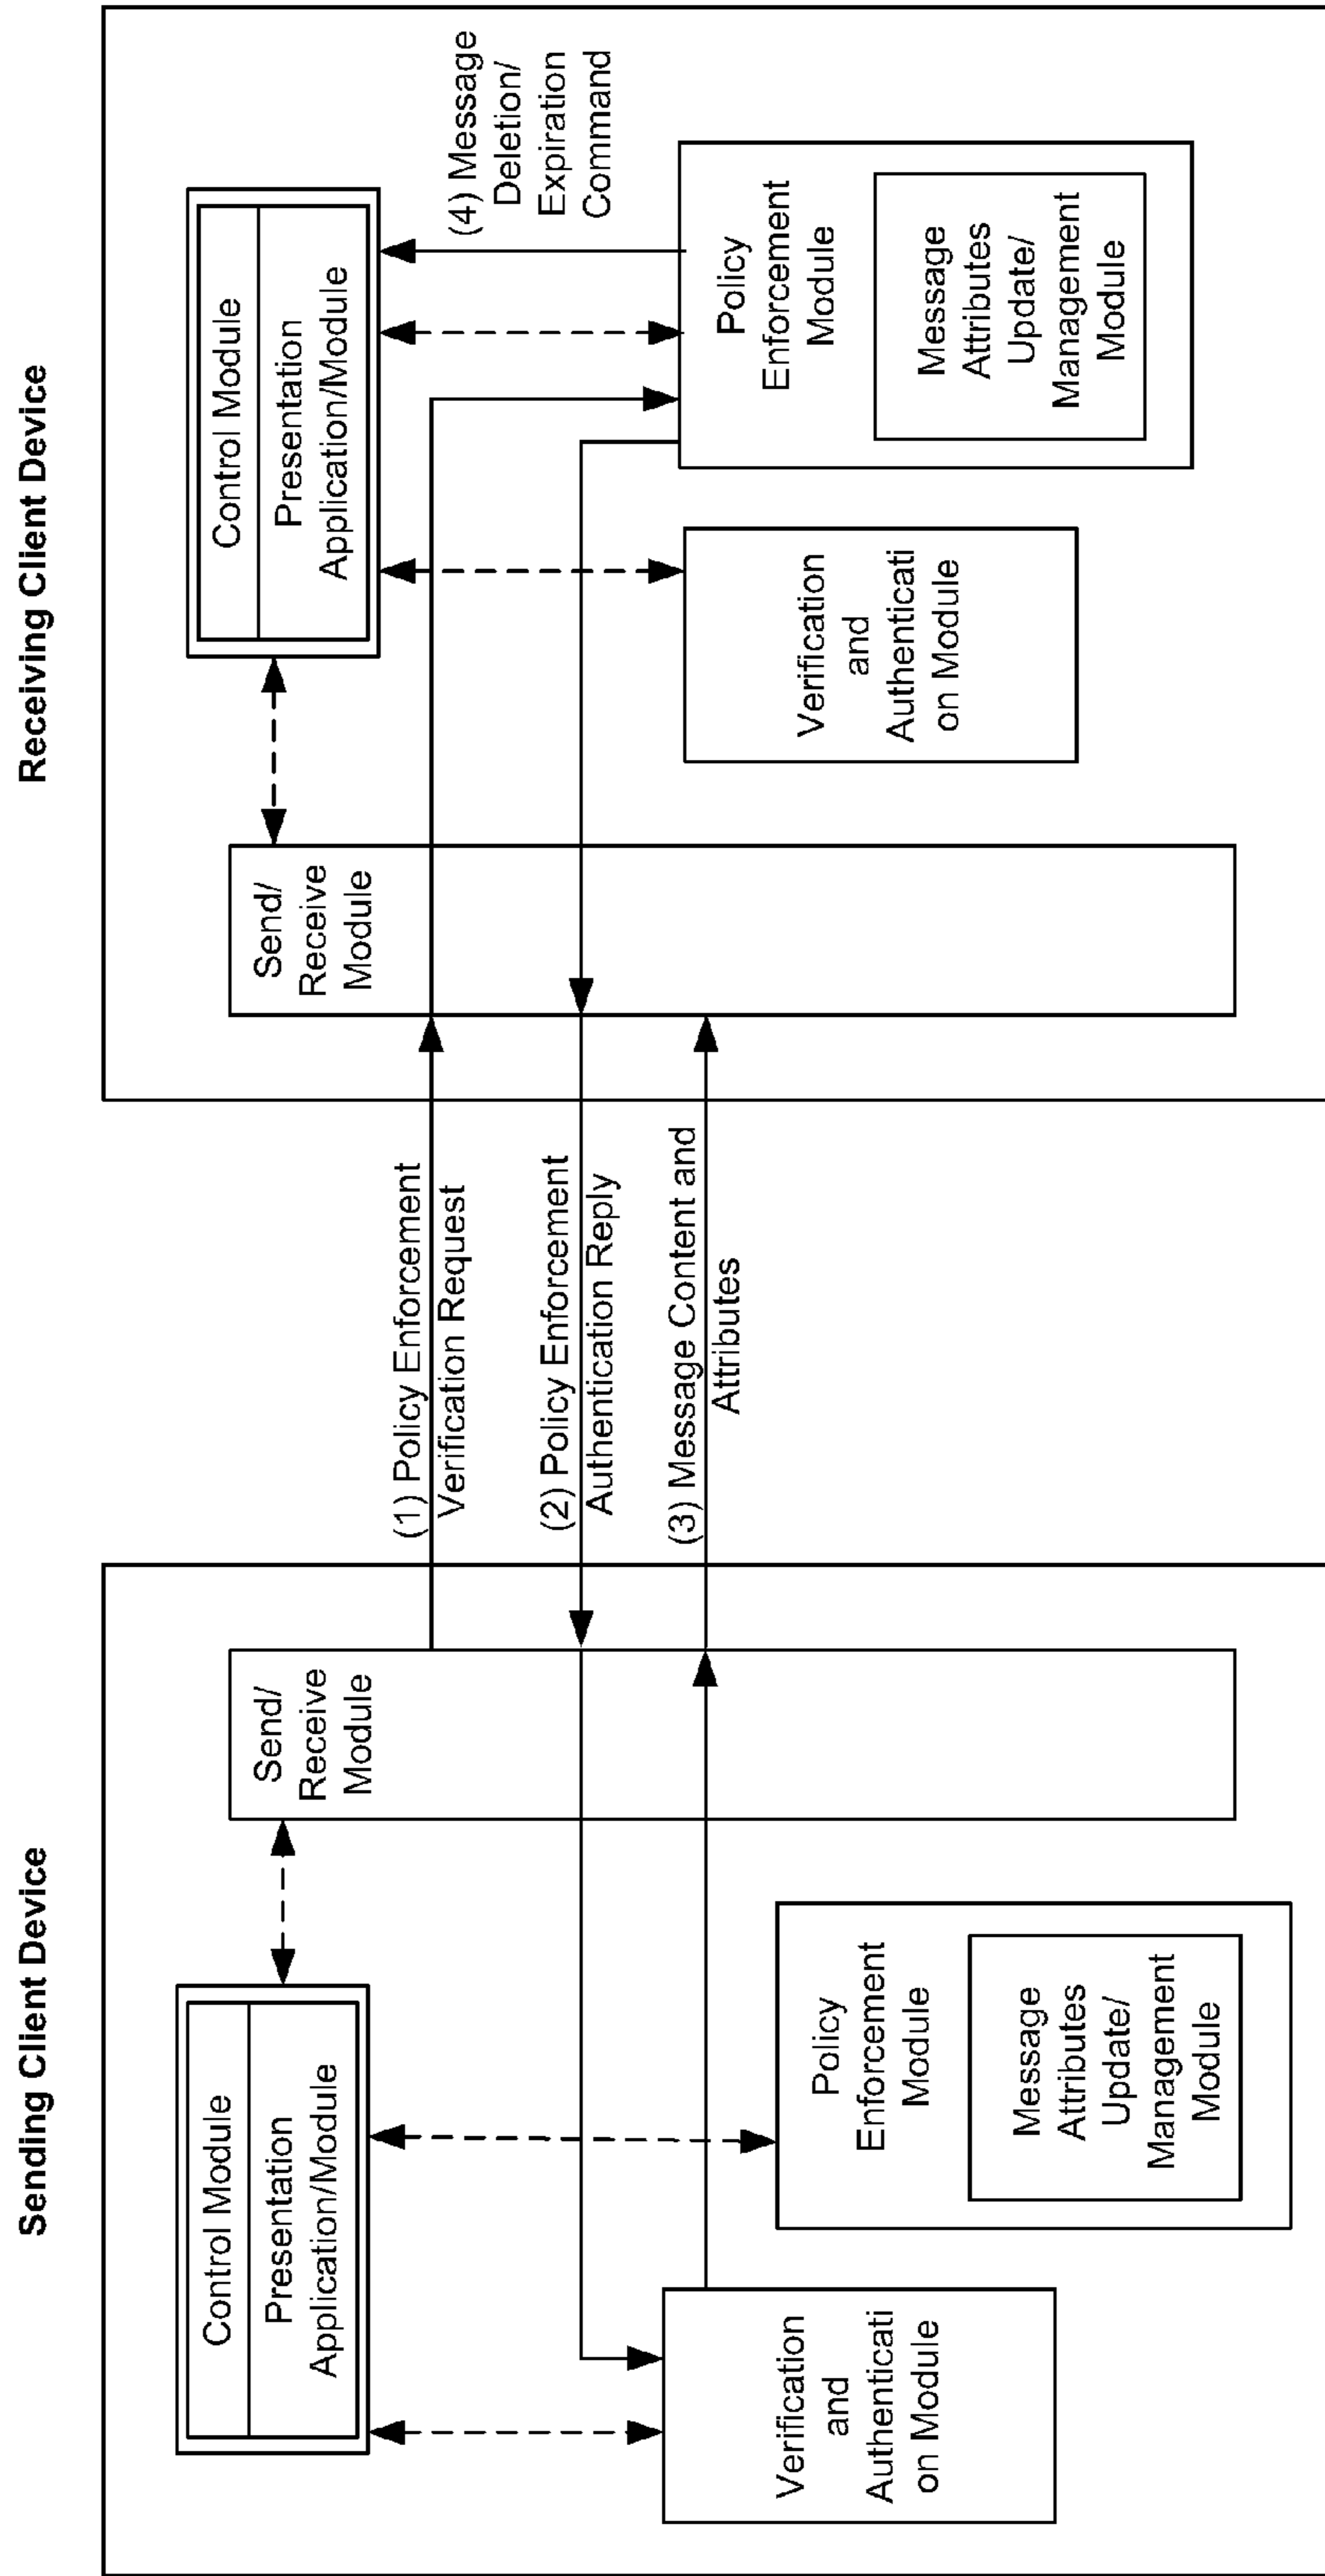 Sending Client Device
Control Module
Presentation
Application/Module
Send/
Receive
Module
Verification
and
Authenticati
on Module
Policy
Enforcement
Module
Message
Attributes
Update/
Management
Module
(1) Policy Enforcement
Verification Request
(2) Policy Enforcement
Authentication Reply
(3) Message Content and
Attributes
Receiving Client Device
Send/
Receive
Module
Control Module
Presentation
Application/Module
(4) Message
Deletion/
Expiration
Command
Verification
and
Authenticati
on Module
Policy
Enforcement
Module
Message
Attributes
Update/
Management
Module